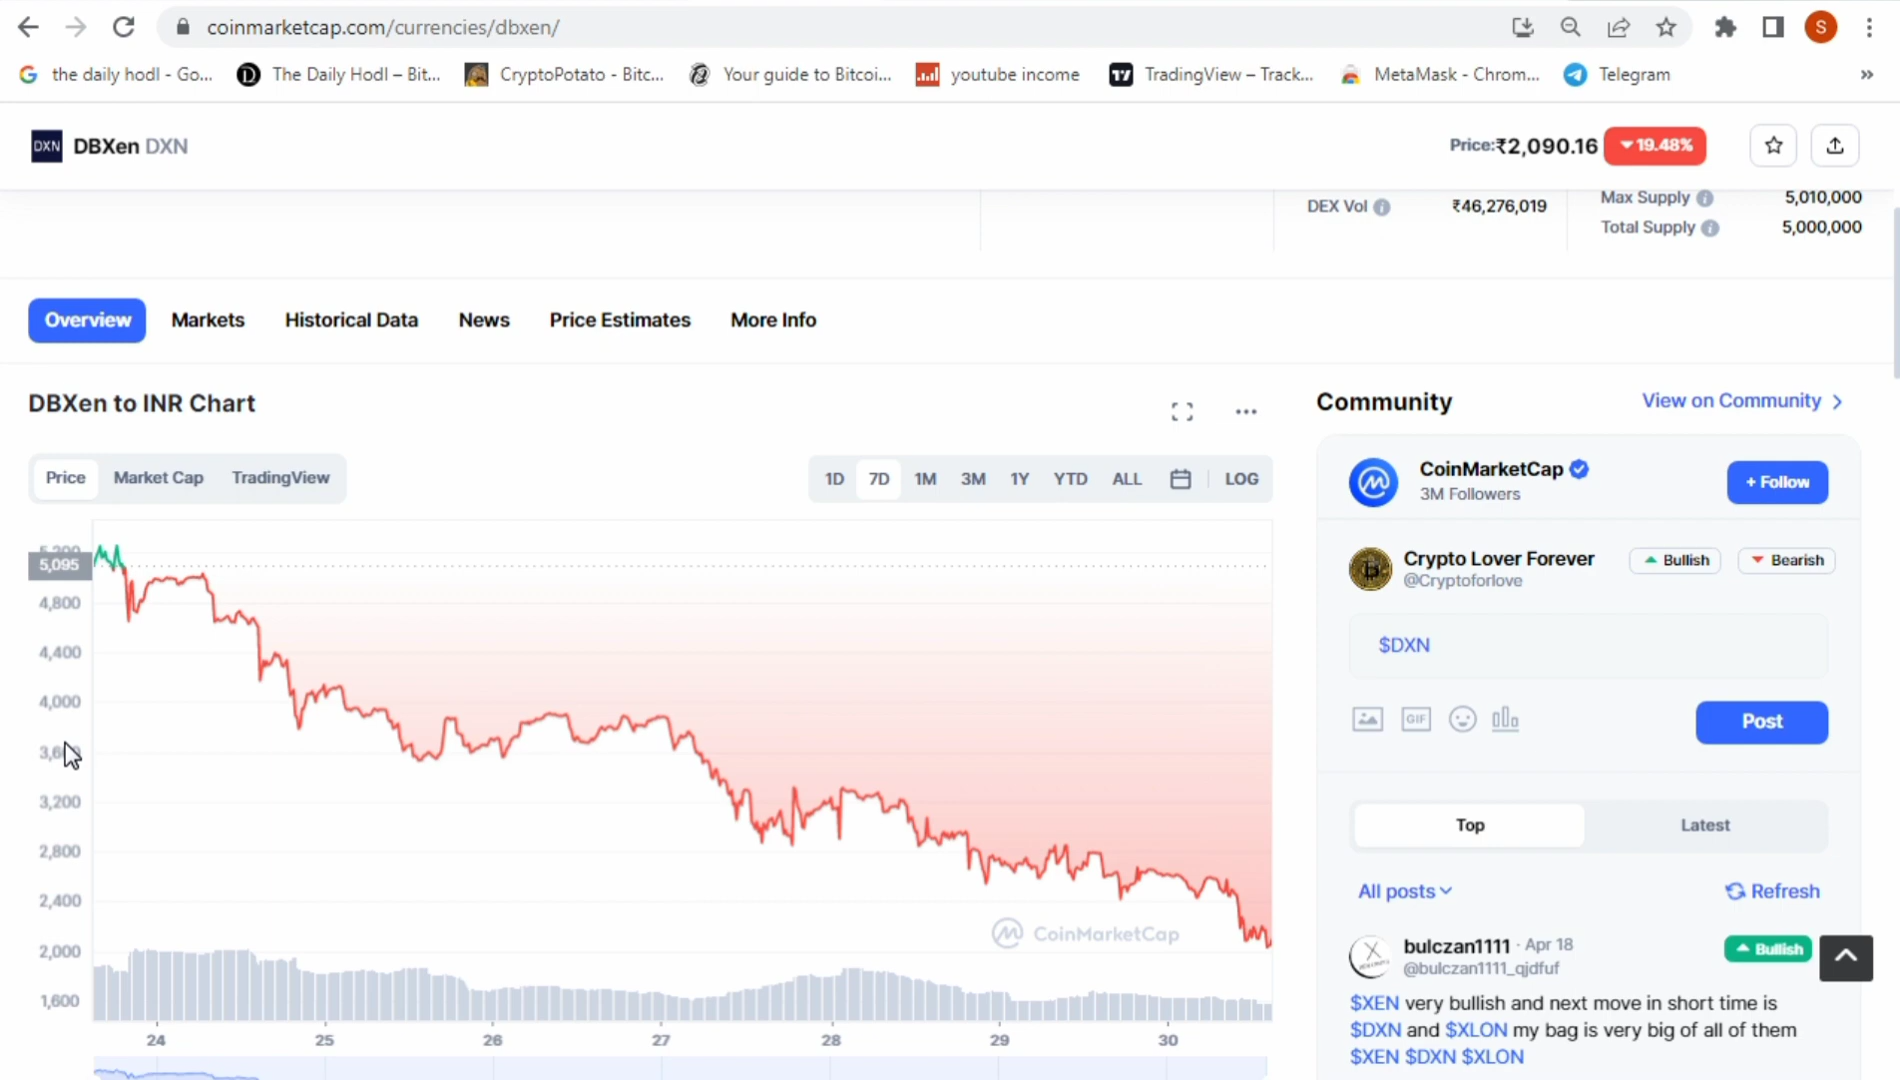 coinmarketcap.com/currencies/dbxen/
S
the daily hodl - Go...
The Daily Hodl – Bit...
CryptoPotato - Bitc...
Your guide to Bitcoi...
youtube income
TradingView – Track...
MetaMask - Chrom...
Telegram
»
DXN DBXen DXN
Price:₹2,090.16 19.48%
DEX Vol ₹46,276,019
Max Supply 5,010,000
Total Supply 5,000,000
Overview Markets Historical Data News Price Estimates More Info
DBXen to INR Chart
Price Market Cap TradingView
1D 7D 1M 3M 1Y YTD ALL LOG
5,095
4,800
4,400
4,000
3,200
2,800
2,400
2,000
1,600
CoinMarketCap
24 25 26 27 28 29 30
Community
View on Community
CoinMarketCap
3M Followers
+ Follow
Crypto Lover Forever
@Cryptoforlove
Bullish
Bearish
$DXN
GIF
Post
Top Latest
All posts
Refresh
bulczan1111 · Apr 18
@bulczan1111_qjdfuf
Bullish
$XEN very bullish and next move in short time is
$DXN and $XLON my bag is very big of all of them
$XEN $DXN $XLON